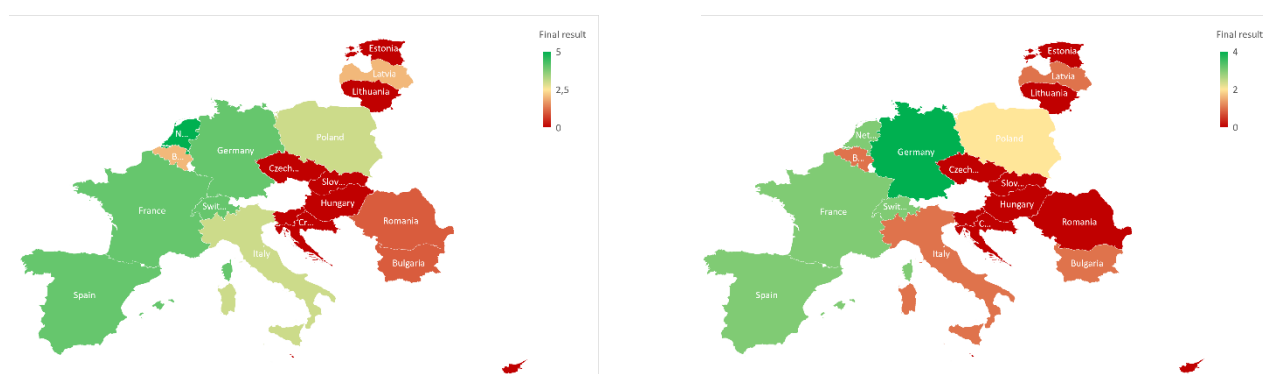 Final result
5
2,5
0
Estonia
Latvia
Lithuania
N...
B...
Germany
Poland
Czech...
Slov...
Hungary
Cr...
France
Swit...
Italy
Romania
Bulgaria
Spain
Final result
4
2
0
Estonia
Latvia
Lithuania
Net...
B...
Germany
Poland
Czech...
Slov...
Hungary
C...
France
Swit...
Italy
Romania
Bulgaria
Spain